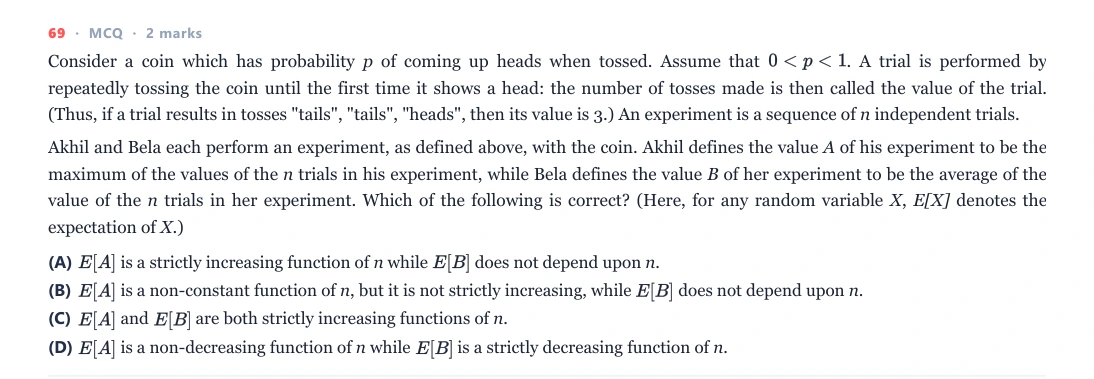 69 · MCQ · 2 marks
Consider a coin which has probability p of coming up heads when tossed. Assume that 0 < p < 1. A trial is performed by
repeatedly tossing the coin until the first time it shows a head: the number of tosses made is then called the value of the trial.
(Thus, if a trial results in tosses "tails", "tails", "heads", then its value is 3.) An experiment is a sequence of n independent trials.
Akhil and Bela each perform an experiment, as defined above, with the coin. Akhil defines the value A of his experiment to be the
maximum of the values of the n trials in his experiment, while Bela defines the value B of her experiment to be the average of the
value of the n trials in her experiment. Which of the following is correct? (Here, for any random variable X, E[X] denotes the
expectation of X.)
(A) E[A] is a strictly increasing function of n while E[B] does not depend upon n.
(B) E[A] is a non-constant function of n, but it is not strictly increasing, while E[B] does not depend upon n.
(C) E[A] and E[B] are both strictly increasing functions of n.
(D) E[A] is a non-decreasing function of n while E[B] is a strictly decreasing function of n.